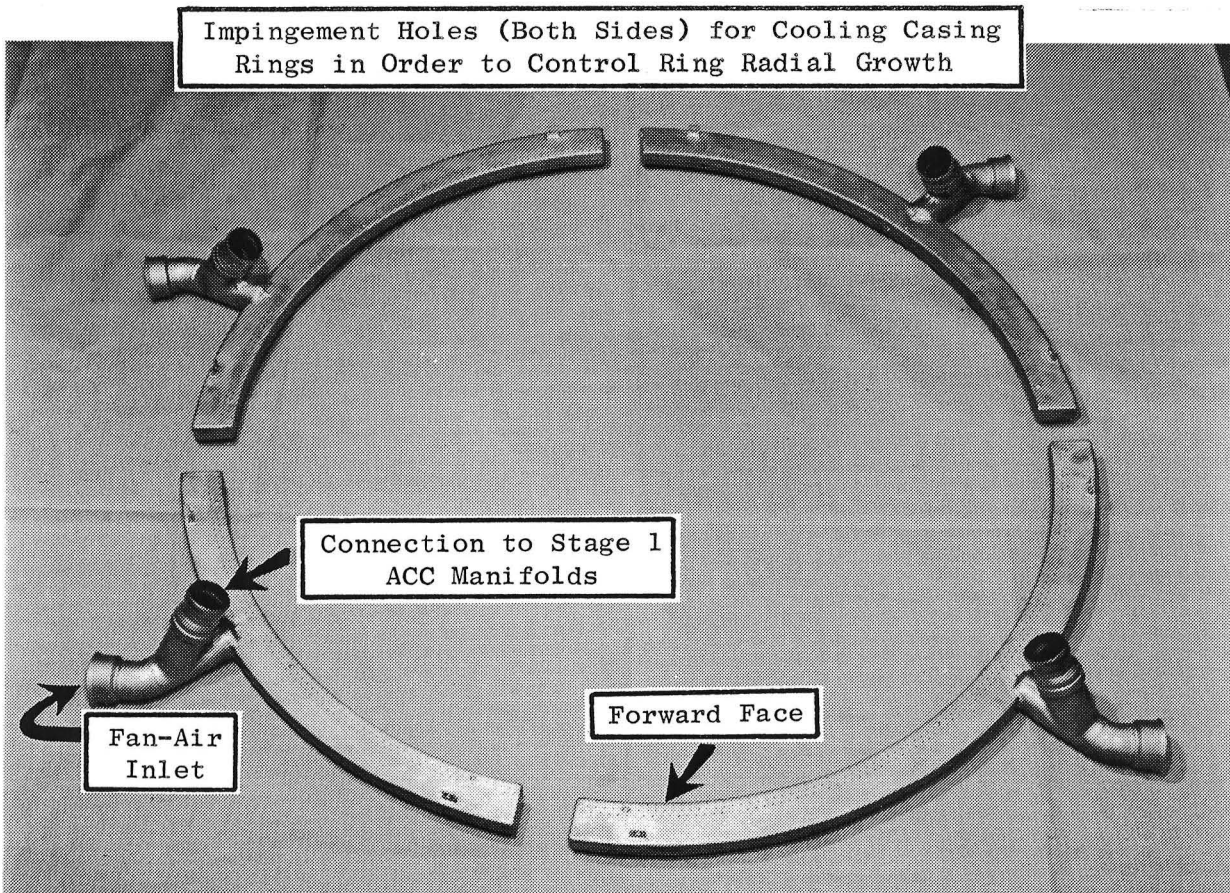 Impingement Holes (Both Sides) for Cooling Casing
Rings in Order to Control Ring Radial Growth
Connection to Stage 1
ACC Manifolds
Forward Face
Fan-Air
Inlet